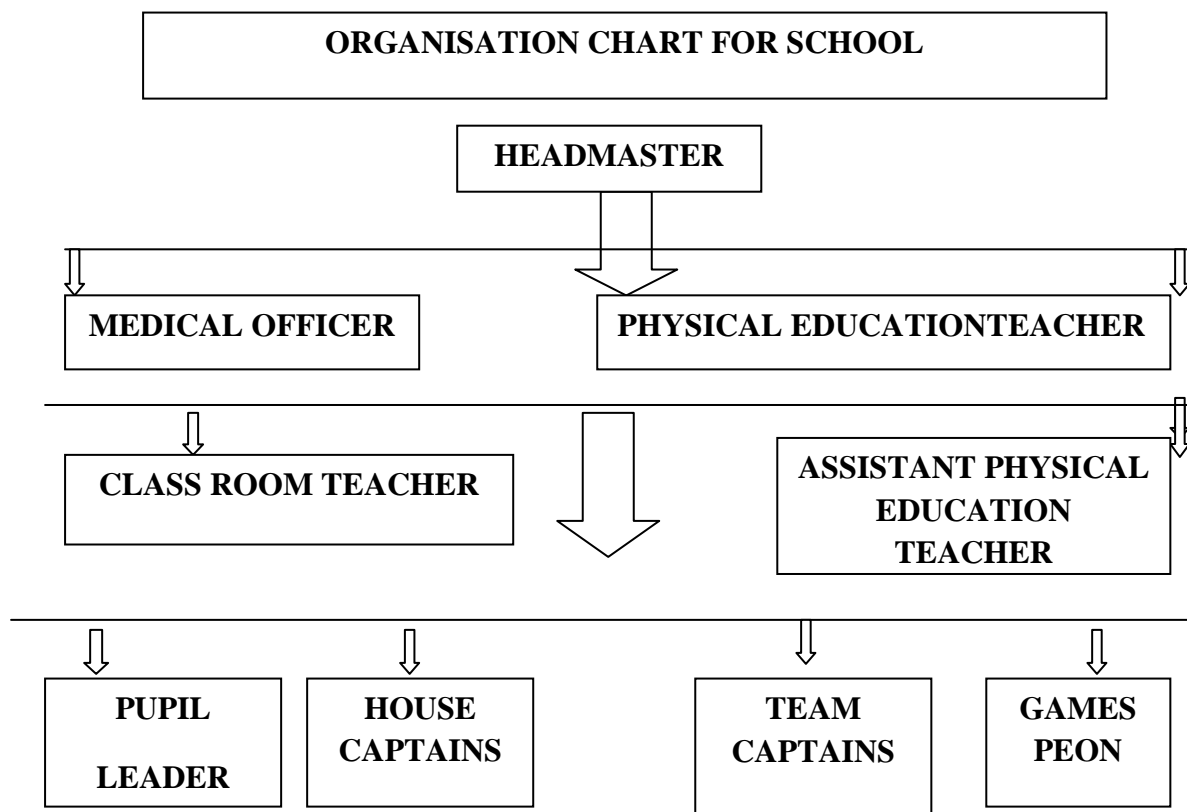 ORGANISATION CHART FOR SCHOOL
HEADMASTER
MEDICAL OFFICER
PHYSICAL EDUCATIONTEACHER
CLASS ROOM TEACHER
ASSISTANT PHYSICAL
EDUCATION
TEACHER
PUPIL
LEADER
HOUSE
CAPTAINS
TEAM
CAPTAINS
GAMES
PEON